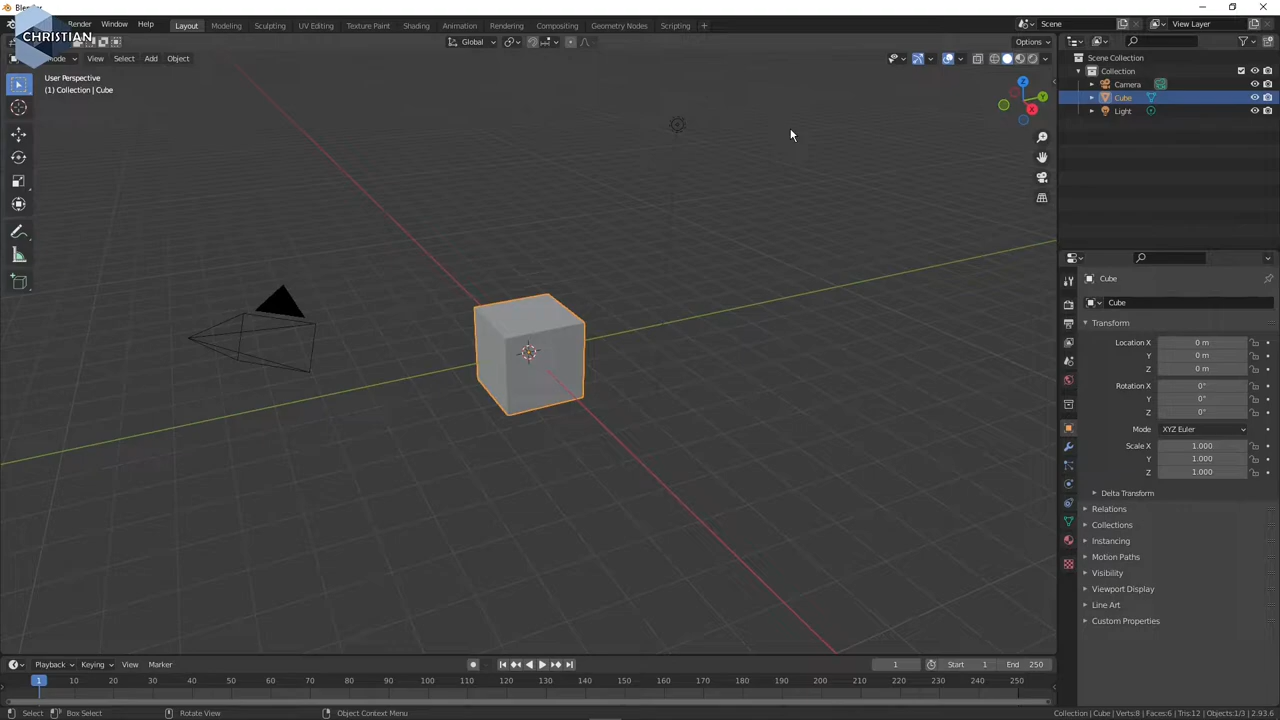 Blender
CHRISTIAN
Render Window Help Layout Modeling Sculpting UV Editing Texture Paint Shading Animation Rendering Compositing Geometry Nodes Scripting + Scene View Layer
Global Options
Mode View Select Add Object
User Perspective
(1) Collection | Cube
Z
Y
X
Scene Collection
Collection
Camera
Cube
Light
Cube
Cube
Transform
Location X 0 m
Y 0 m
Z 0 m
Rotation X 0°
Y 0°
Z 0°
Mode XYZ Euler
Scale X 1.000
Y 1.000
Z 1.000
Delta Transform
Relations
Collections
Instancing
Motion Paths
Visibility
Viewport Display
Line Art
Custom Properties
Playback Keying View Marker 1 Start 1 End 250
1 10 20 30 40 50 60 70 80 90 100 110 120 130 140 150 160 170 180 190 200 210 220 230 240 250
Select Box Select Rotate View Object Context Menu Collection | Cube | Verts:8 | Faces:6 | Tris:12 | Objects:1/3 | 2.93.6